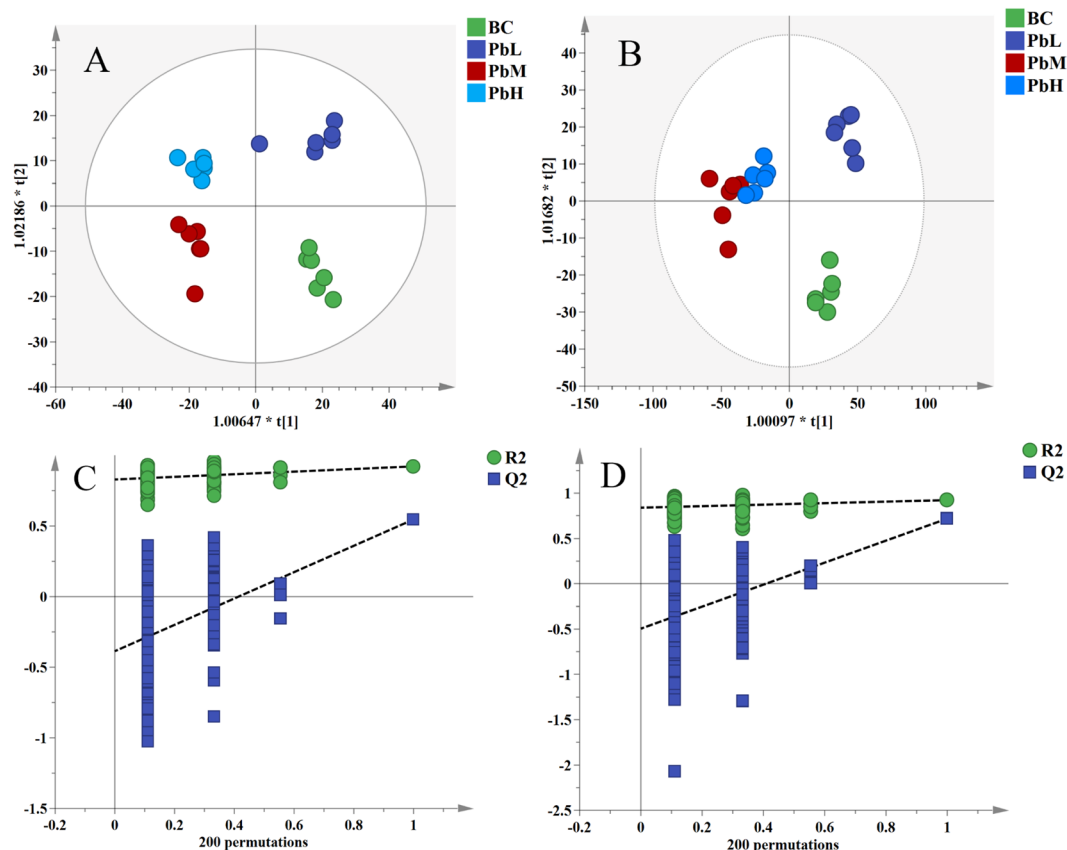 A
BC
PbL
PbM
PbH
30
20
10
0
-10
-20
-30
-40
-60
-40
-20
0
20
40
1.02186 * t[2]
1.00647 * t[1]
B
BC
PbL
PbM
PbH
40
30
20
10
0
-10
-20
-30
-40
-50
-150
-100
-50
0
50
100
150
1.01682 * t[2]
1.00097 * t[1]
C
R2
Q2
0.5
0
-0.5
-1
-1.5
-0.2
0
0.2
0.4
0.6
0.8
1
200 permutations
D
R2
Q2
1
0.5
0
-0.5
-1
-1.5
-2
-2.5
-0.2
0
0.2
0.4
0.6
0.8
1
200 permutations